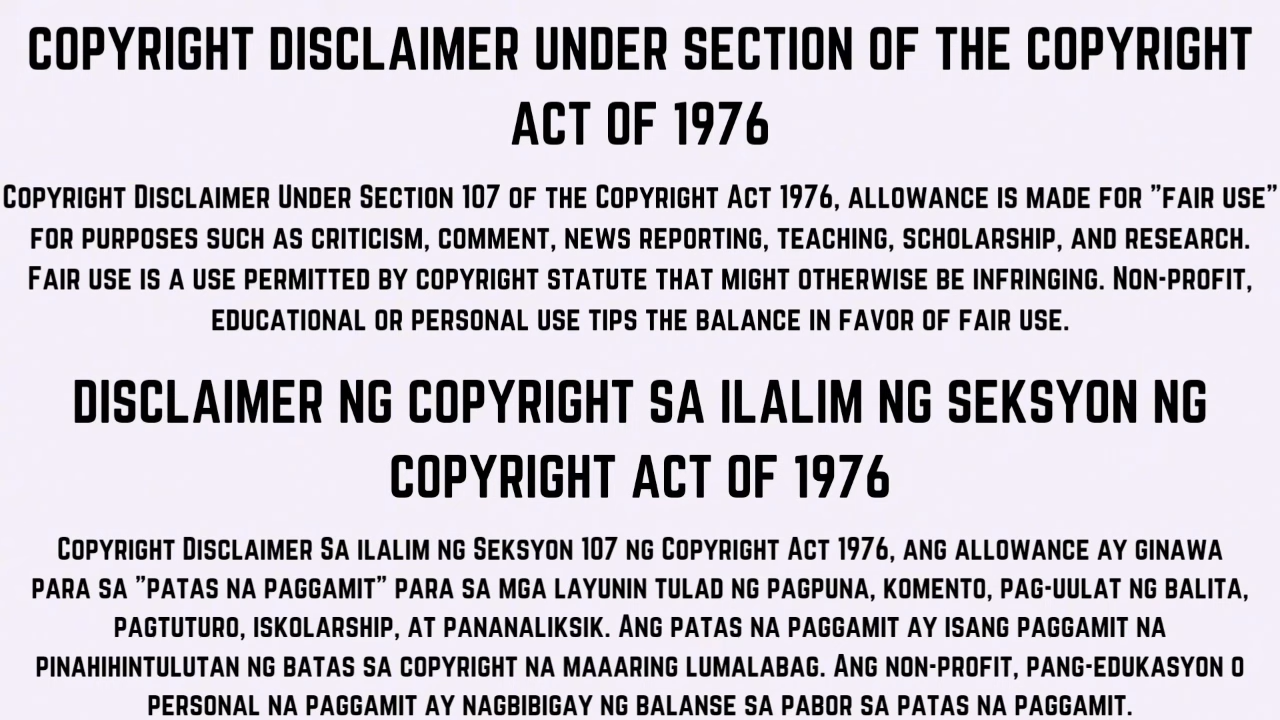 COPYRIGHT DISCLAIMER UNDER SECTION OF THE COPYRIGHT
ACT OF 1976
Copyright Disclaimer Under Section 107 of the Copyright Act 1976, allowance is made for "fair use"
for purposes such as criticism, comment, news reporting, teaching, scholarship, and research.
Fair use is a use permitted by copyright statute that might otherwise be infringing. Non-profit,
educational or personal use tips the balance in favor of fair use.
DISCLAIMER NG COPYRIGHT SA ILALIM NG SEKSYON NG
COPYRIGHT ACT OF 1976
Copyright Disclaimer Sa ilalim ng Seksyon 107 ng Copyright Act 1976, ang allowance ay ginawa
para sa "patas na paggamit" para sa mga layunin tulad ng pagpuna, komento, pag-uulat ng balita,
pagtuturo, iskolarship, at pananaliksik. Ang patas na paggamit ay isang paggamit na
pinahihintulutan ng batas sa copyright na maaaring lumalabag. Ang non-profit, pang-edukasyon o
personal na paggamit ay nagbibigay ng balanse sa pabor sa patas na paggamit.